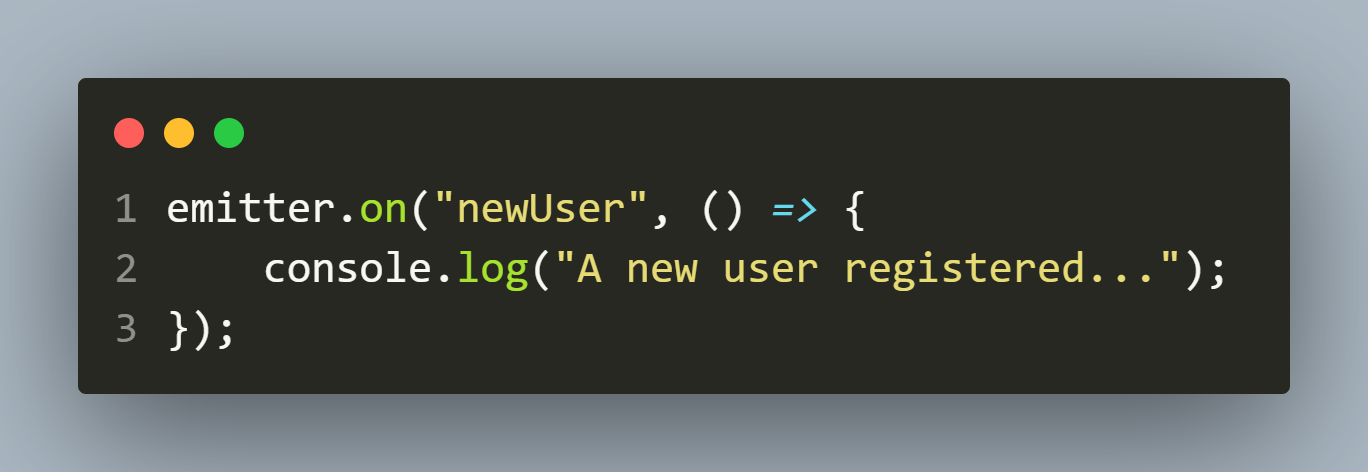 1 emitter.on("newUser", () => {
2     console.log("A new user registered...");
3 });